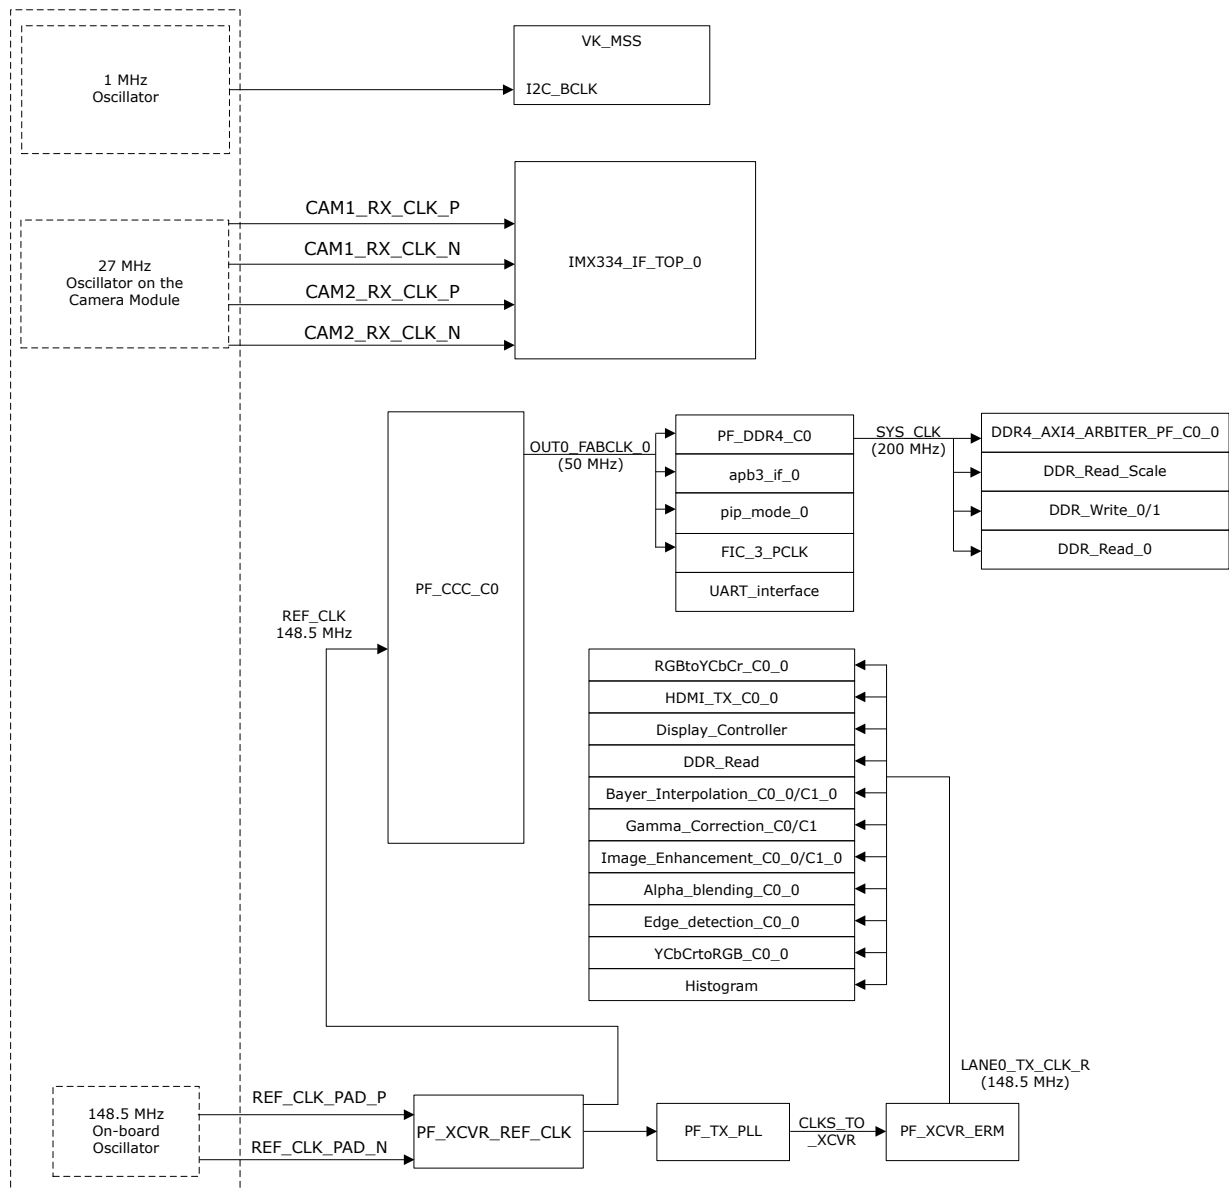 1 MHz
Oscillator
VK_MSS
I2C_BCLK
27 MHz
Oscillator on the
Camera Module
CAM1_RX_CLK_P
CAM1_RX_CLK_N
CAM2_RX_CLK_P
CAM2_RX_CLK_N
IMX334_IF_TOP_0
PF_CCC_C0
OUT0_FABCLK_0
(50 MHz)
PF_DDR4_C0
apb3_if_0
pip_mode_0
FIC_3_PCLK
UART_interface
SYS_CLK
(200 MHz)
DDR4_AXI4_ARBITER_PF_C0_0
DDR_Read_Scale
DDR_Write_0/1
DDR_Read_0
REF_CLK
148.5 MHz
RGBtoYCbCr_C0_0
HDMI_TX_C0_0
Display_Controller
DDR_Read
Bayer_Interpolation_C0_0/C1_0
Gamma_Correction_C0/C1
Image_Enhancement_C0_0/C1_0
Alpha_blending_C0_0
Edge_detection_C0_0
YCbCrtoRGB_C0_0
Histogram
148.5 MHz
On-board
Oscillator
REF_CLK_PAD_P
REF_CLK_PAD_N
PF_XCVR_REF_CLK
PF_TX_PLL
CLKS_TO
_XCVR
PF_XCVR_ERM
LANE0_TX_CLK_R
(148.5 MHz)